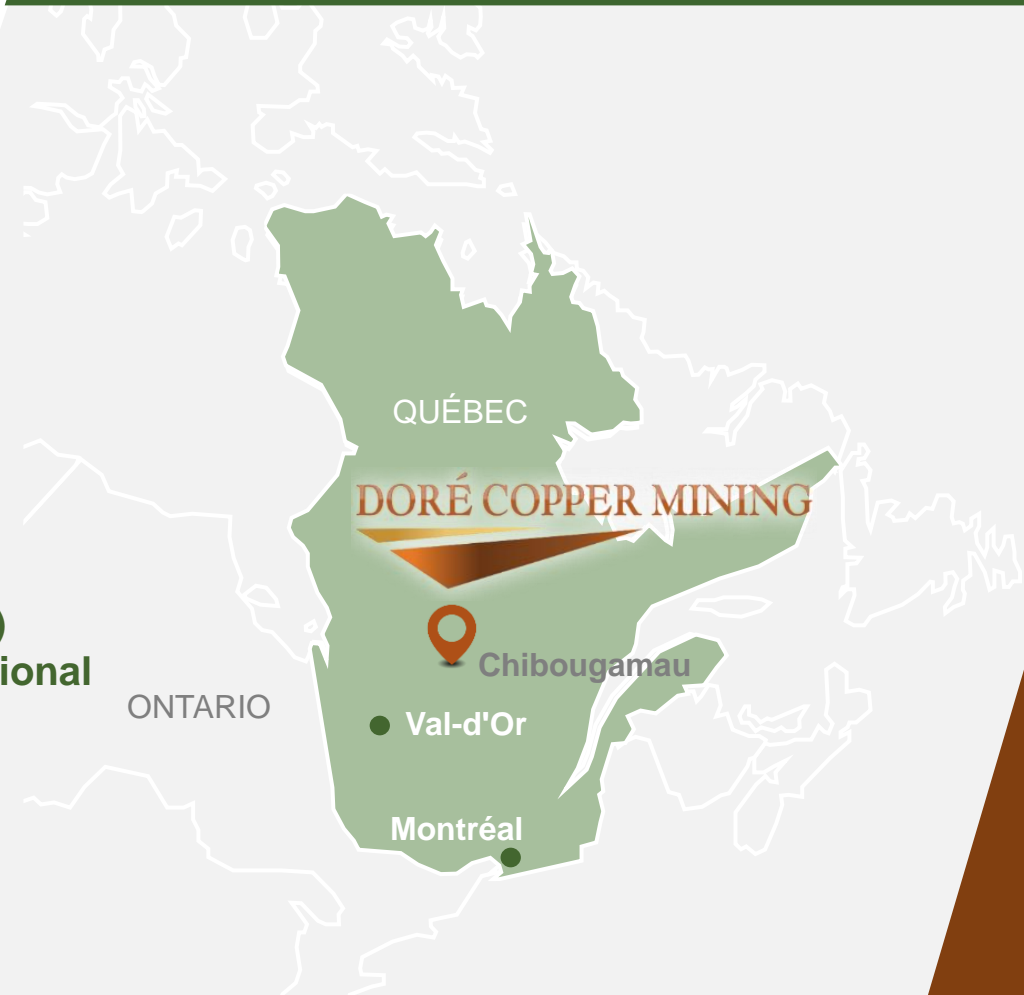 QUÉBEC
DORÉ COPPER MINING
Chibougamau
ional
ONTARIO
Val-d'Or
Montréal